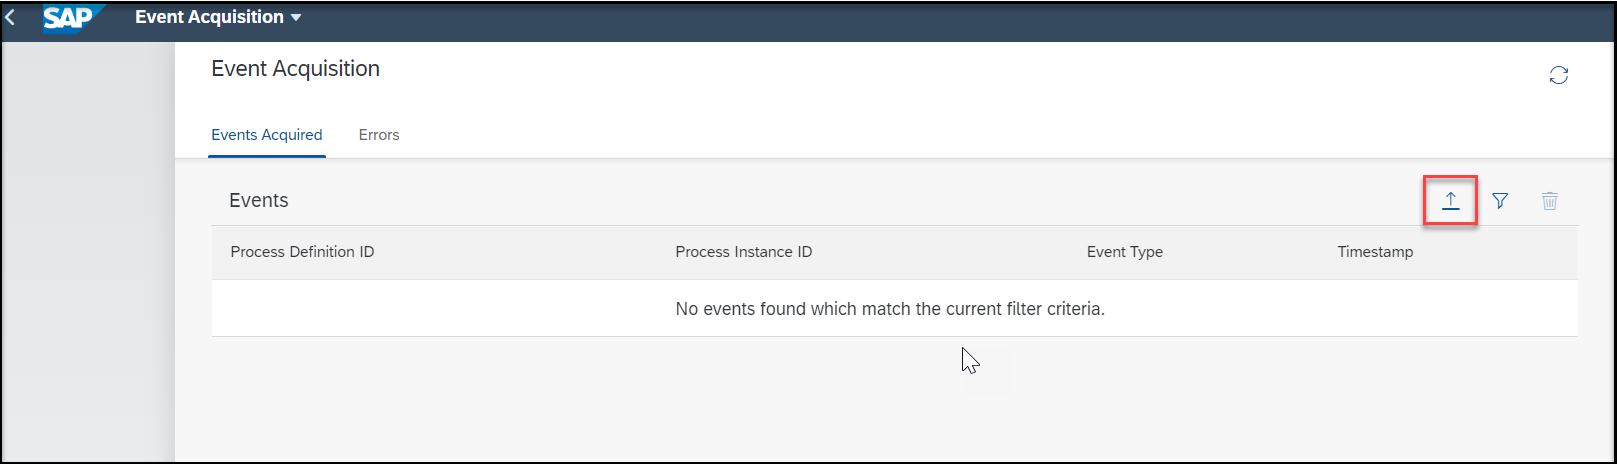 SAP Event Acquisition
Event Acquisition
Events Acquired Errors
Events
Process Definition ID Process Instance ID Event Type Timestamp
No events found which match the current filter criteria.